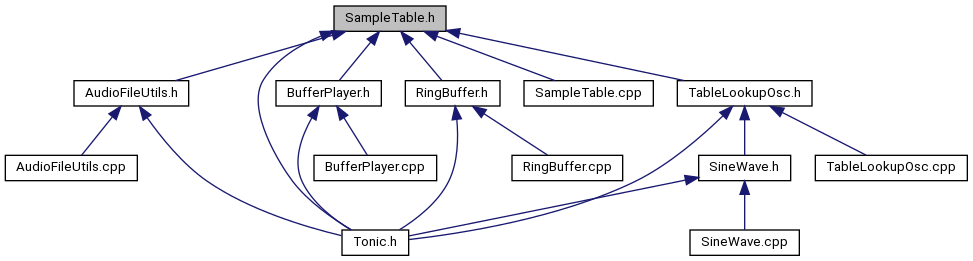 SampleTable.h
AudioFileUtils.h
BufferPlayer.h
RingBuffer.h
SampleTable.cpp
TableLookupOsc.h
AudioFileUtils.cpp
BufferPlayer.cpp
RingBuffer.cpp
SineWave.h
TableLookupOsc.cpp
Tonic.h
SineWave.cpp